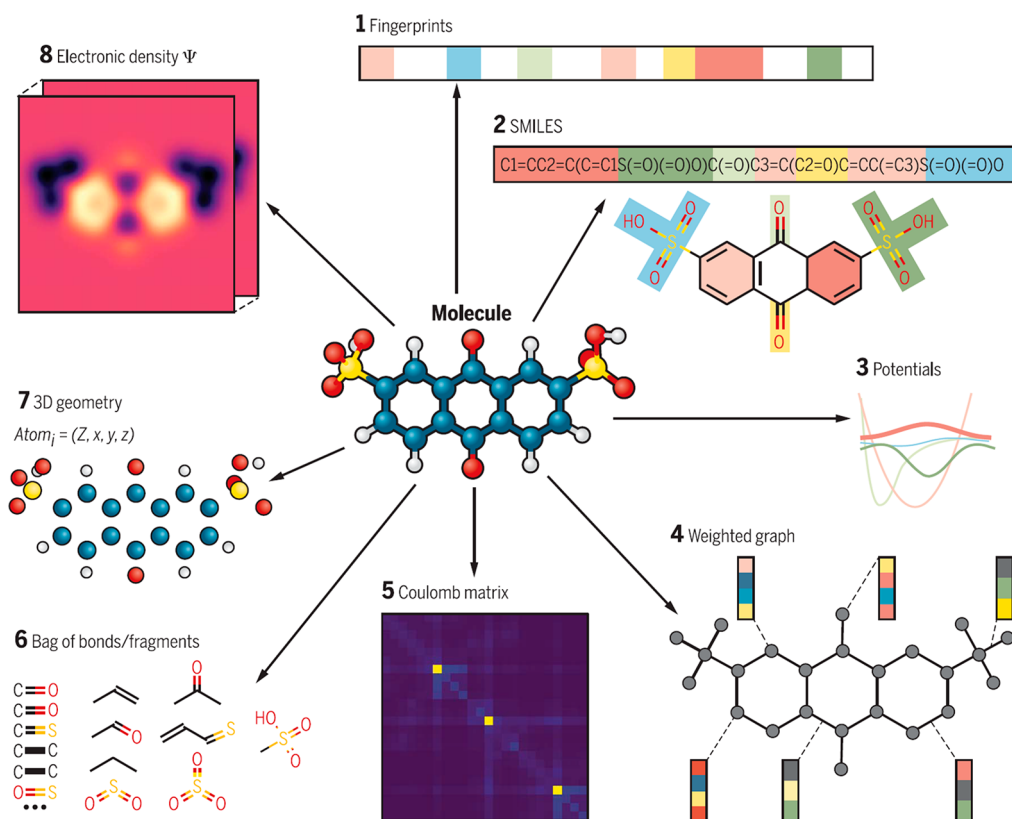 1 Fingerprints
8 Electronic density Ψ
2 SMILES
C1=CC2=C(C=C1S(=O)(=O)O)C(=O)C3=C(C2=O)C=CC(=C3)S(=O)(=O)O
O
HO
S
O
O
O
O
S
OH
O
Molecule
3 Potentials
7 3D geometry
Atomi = (Z, x, y, z)
4 Weighted graph
5 Coulomb matrix
6 Bag of bonds/fragments
C=O
C=O
C=S
C C
C C
O=S
•••
O
O
S
HO
O
S
O
O
S
O
O
S
O
O